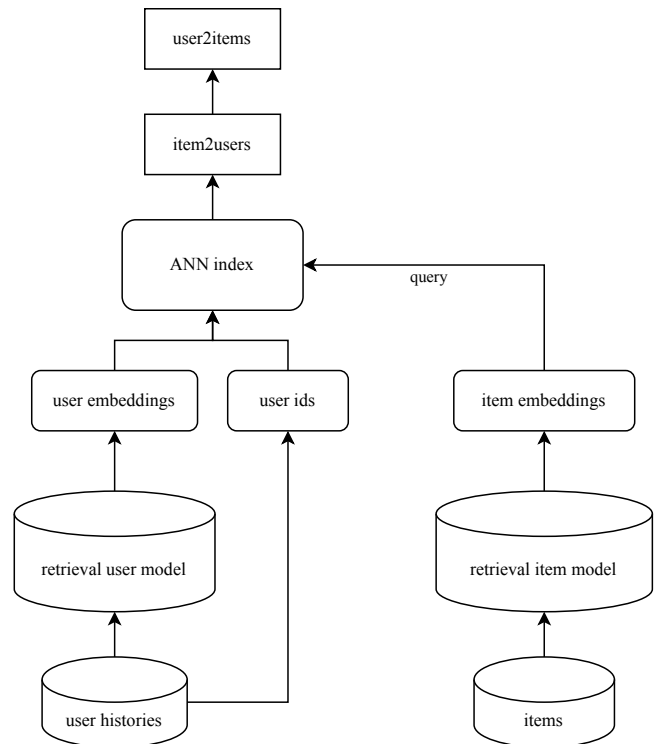 user2items
item2users
ANN index
query
user embeddings
user ids
item embeddings
retrieval user model
retrieval item model
user histories
items